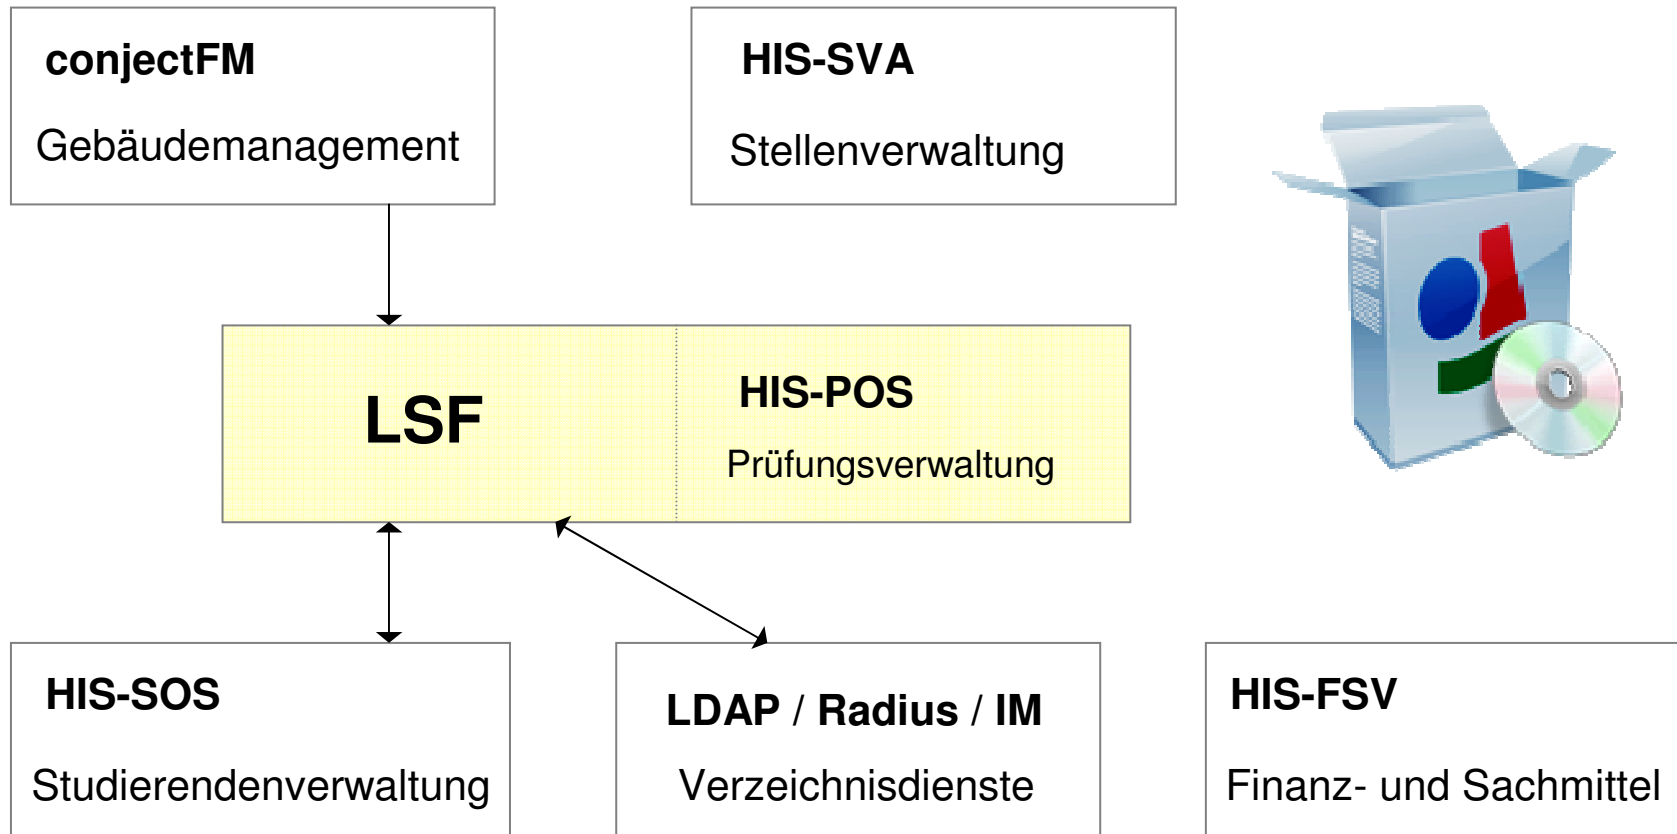 conjectFM
Gebäudemanagement
HIS-SVA
Stellenverwaltung
LSF
HIS-POS
Prüfungsverwaltung
HIS-SOS
Studierendenverwaltung
LDAP / Radius / IM
Verzeichnisdienste
HIS-FSV
Finanz- und Sachmittel